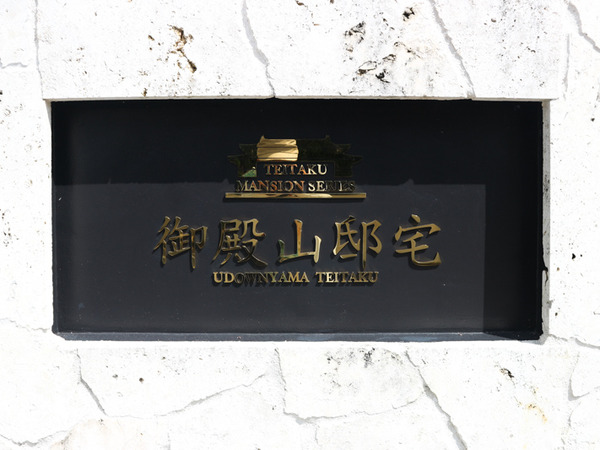 TEITAKU
MANSION SERIES
御殿山邸宅
UDOWNYAMA TEITAKU